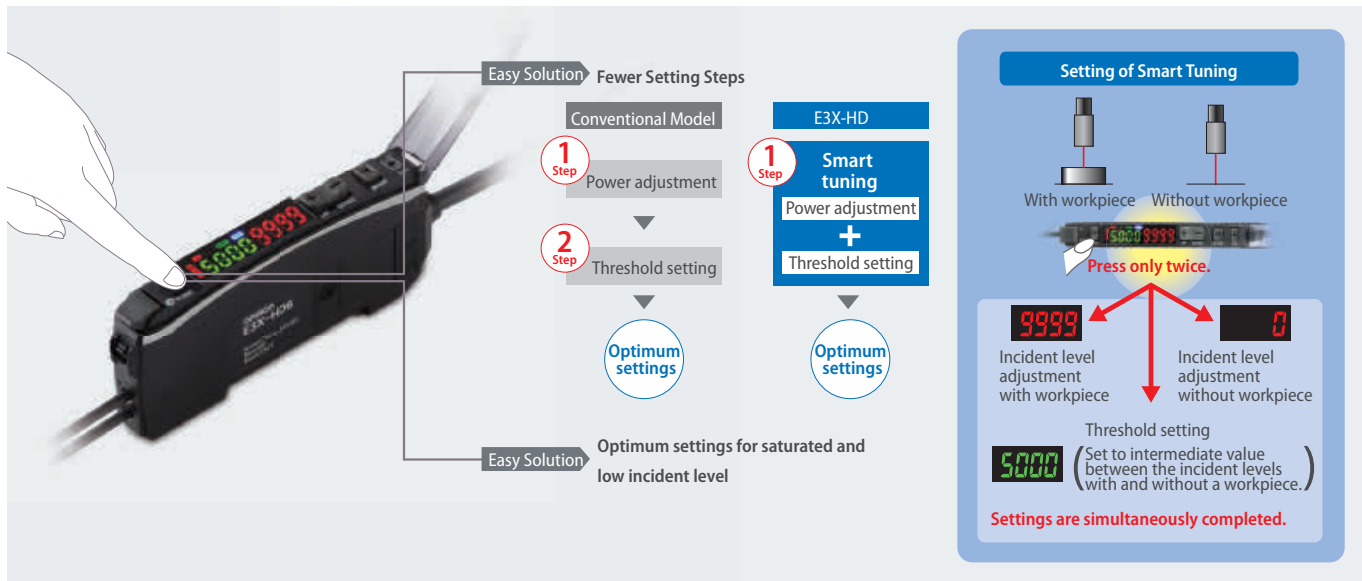 Easy Solution
Fewer Setting Steps
Conventional Model
1
Step
Power adjustment
2
Step
Threshold setting
Optimum
settings
E3X-HD
1
Step
Smart
tuning
Power adjustment
+
Threshold setting
Optimum
settings
5000 9999
OMRON
E3X-HD6
Easy Solution
Optimum settings for saturated and
low incident level
Setting of Smart Tuning
With workpiece
Without workpiece
5000 9999
Press only twice.
9999
Incident level
adjustment
with workpiece
0
Incident level
adjustment
without workpiece
Threshold setting
5000
(Set to intermediate value
between the incident levels
with and without a workpiece.)
Settings are simultaneously completed.